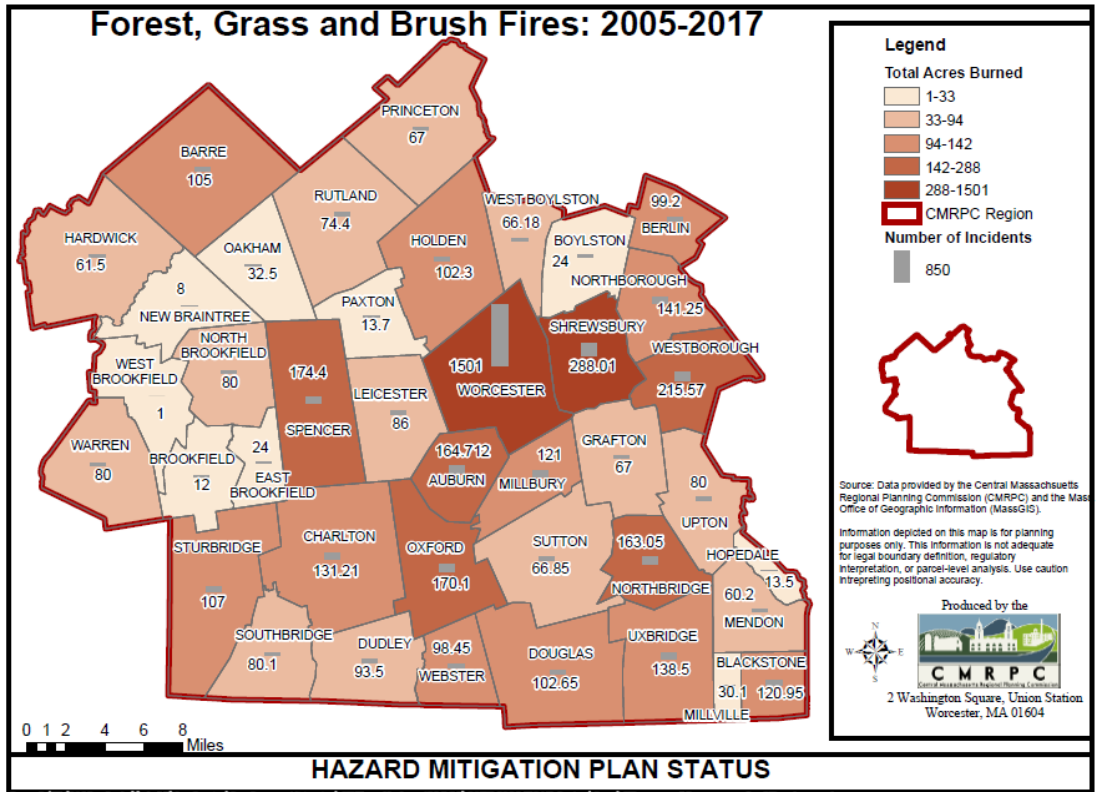 Forest, Grass and Brush Fires: 2005-2017
PRINCETON
67
BARRE
105
RUTLAND
74.4
WEST BOYLSTON
66.18
99.2
BERLIN
HARDWICK
61.5
OAKHAM
32.5
HOLDEN
102.3
BOYLSTON
24
NORTHBOROUGH
141.25
8
NEW BRAINTREE
PAXTON
13.7
NORTH
BROOKFIELD
80
SHREWSBURY
288.01
WESTBOROUGH
215.57
WEST
BROOKFIELD
1
174.4
SPENCER
LEICESTER
86
1501
WORCESTER
WARREN
80
BROOKFIELD
12
24
EAST
BROOKFIELD
164.712
AUBURN
121
MILLBURY
GRAFTON
67
80
UPTON
STURBRIDGE
107
CHARLTON
131.21
OXFORD
170.1
SUTTON
66.85
163.05
NORTHBRIDGE
HOPEDALE
13.5
60.2
MENDON
SOUTHBRIDGE
80.1
DUDLEY
93.5
98.45
WEBSTER
DOUGLAS
102.65
UXBRIDGE
138.5
BLACKSTONE
120.95
30.1
MILLVILLE
0 1 2 4 6 8
Miles
Legend
Total Acres Burned
1-33
33-94
94-142
142-288
288-1501
CMRPC Region
Number of Incidents
850
Source: Data provided by the Central Massachusetts
Regional Planning Commission (CMRPC) and the Mass
Office of Geographic Information (MassGIS).
Information depicted on this map is for planning
purposes only. This information is not adequate
for legal boundary definition, regulatory
interpretation, or parcel-level analysis. Use caution
intrepreting positional accuracy.
Produced by the
N
W E
S
CMRPC
Central Massachusetts Regional Planning Commission
2 Washington Square, Union Station
Worcester, MA 01604
HAZARD MITIGATION PLAN STATUS